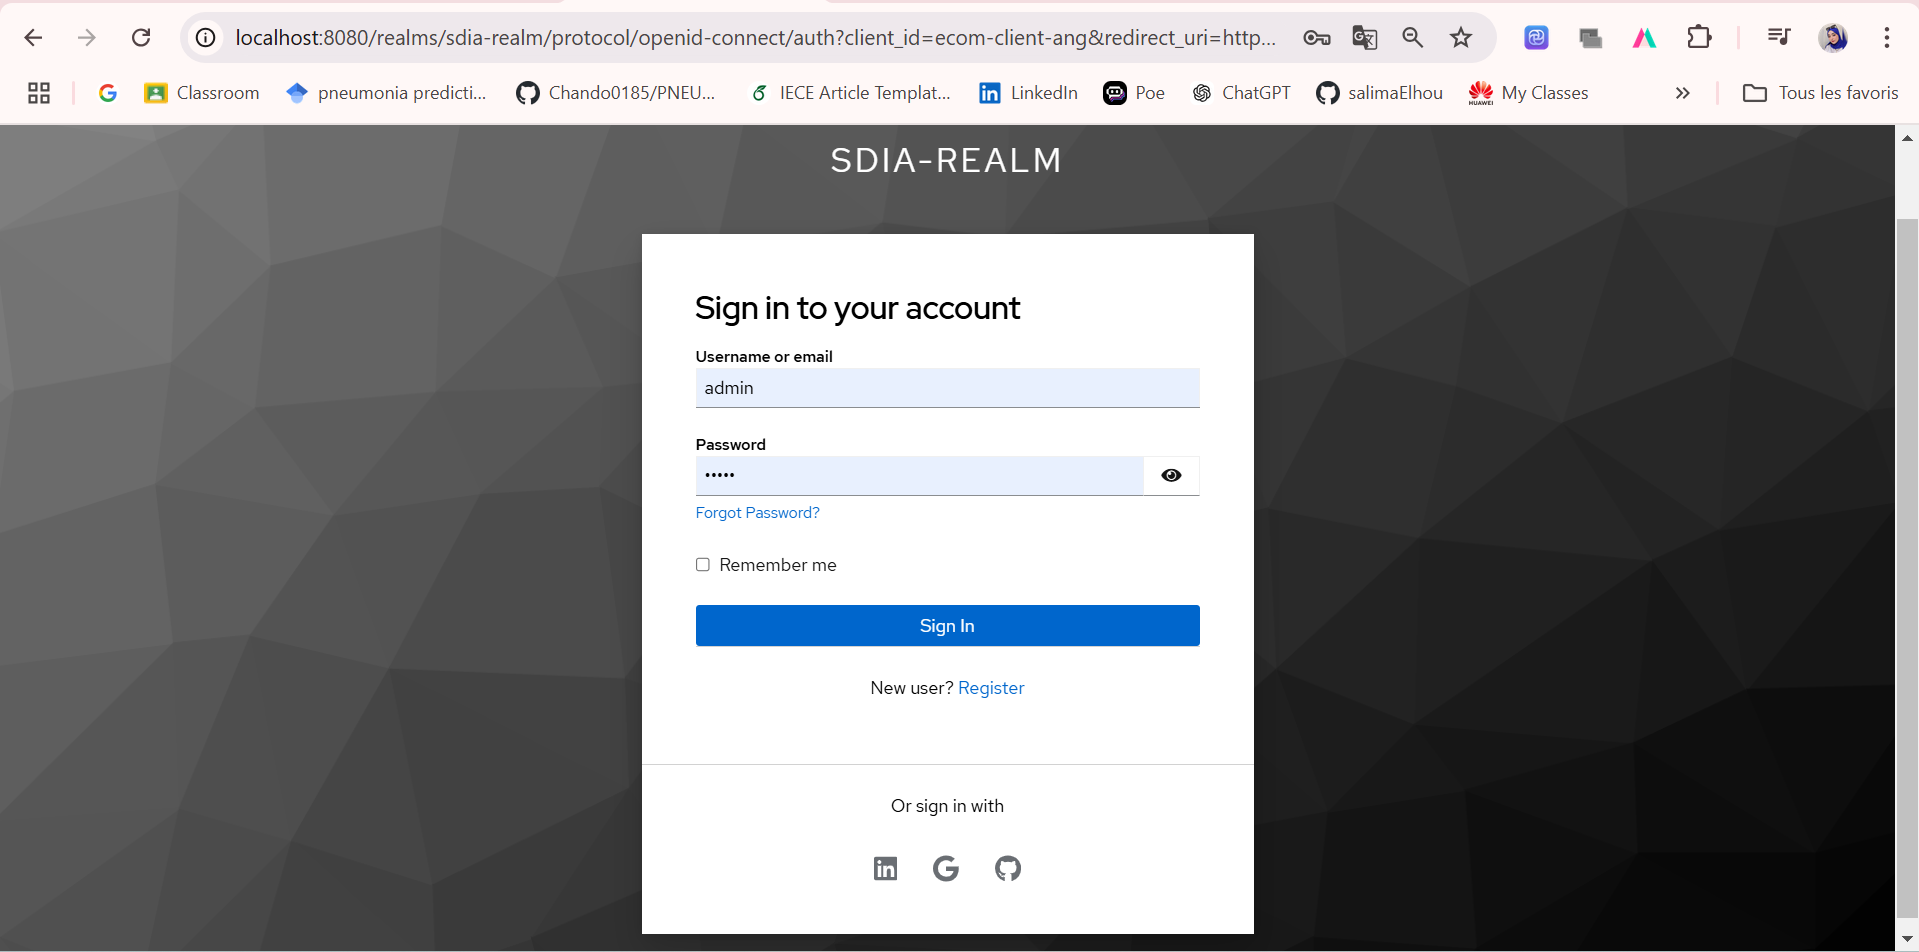 localhost:8080/realms/sdia-realm/protocol/openid-connect/auth?client_id=ecom-client-ang&redirect_uri=http...
Classroom pneumonia predicti... Chando0185/PNEU... IECE Article Templat... LinkedIn Poe ChatGPT salimaElhou HUAWEI My Classes Tous les favoris
SDIA-REALM
Sign in to your account
Username or email
admin
Password
•••••
Forgot Password?
Remember me
Sign In
New user? Register
Or sign in with